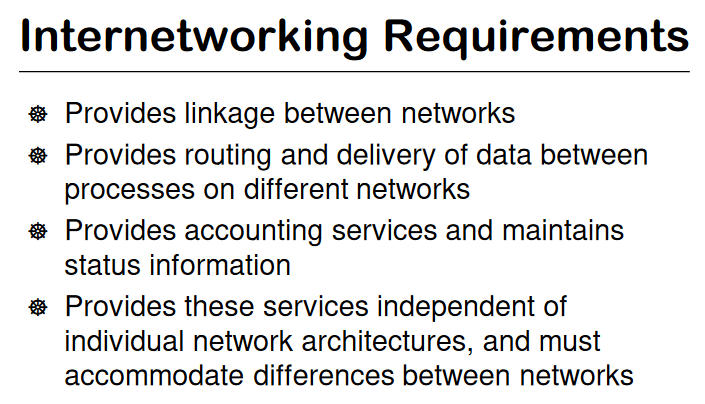 Internetworking Requirements
Provides linkage between networks
Provides routing and delivery of data between
processes on different networks
Provides accounting services and maintains
status information
Provides these services independent of
individual network architectures, and must
accommodate differences between networks